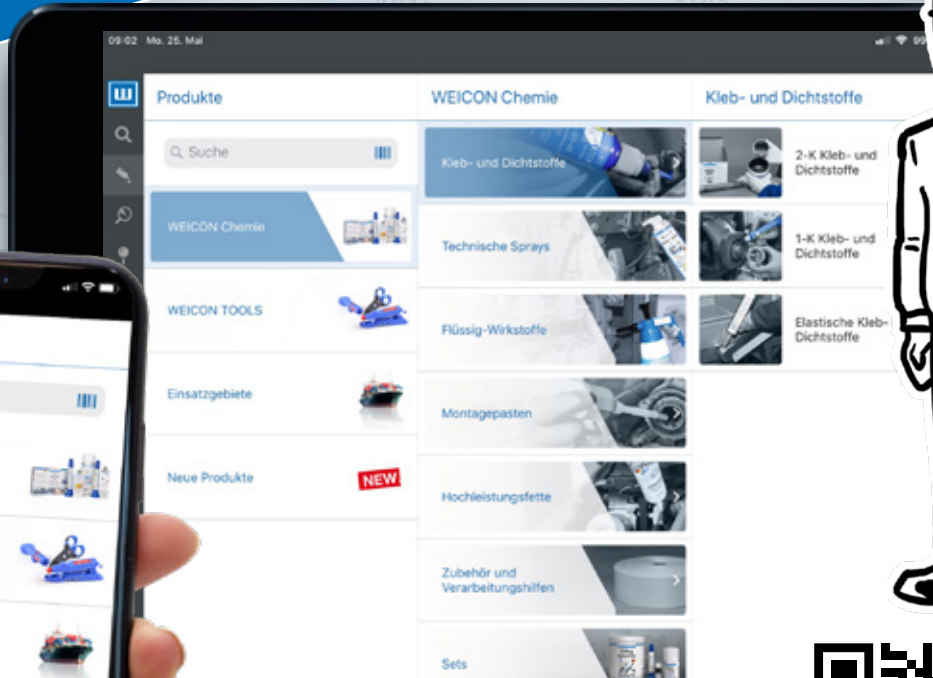 09:02 Mo. 25. Mai
99
Produkte
WEICON Chemie
Kleb- und Dichtstoffe
Suche
WEICON Chemie
WEICON TOOLS
Einsatzgebiete
Neue Produkte
NEW
Kleb- und Dichtstoffe
Technische Sprays
Flüssig-Wirkstoffe
Montagepasten
Hochleistungsfette
Zubehör und
Verarbeitungshilfen
Sets
2-K Kleb- und
Dichtstoffe
1-K Kleb- und
Dichtstoffe
Elastische Kleb-
Dichtstoffe